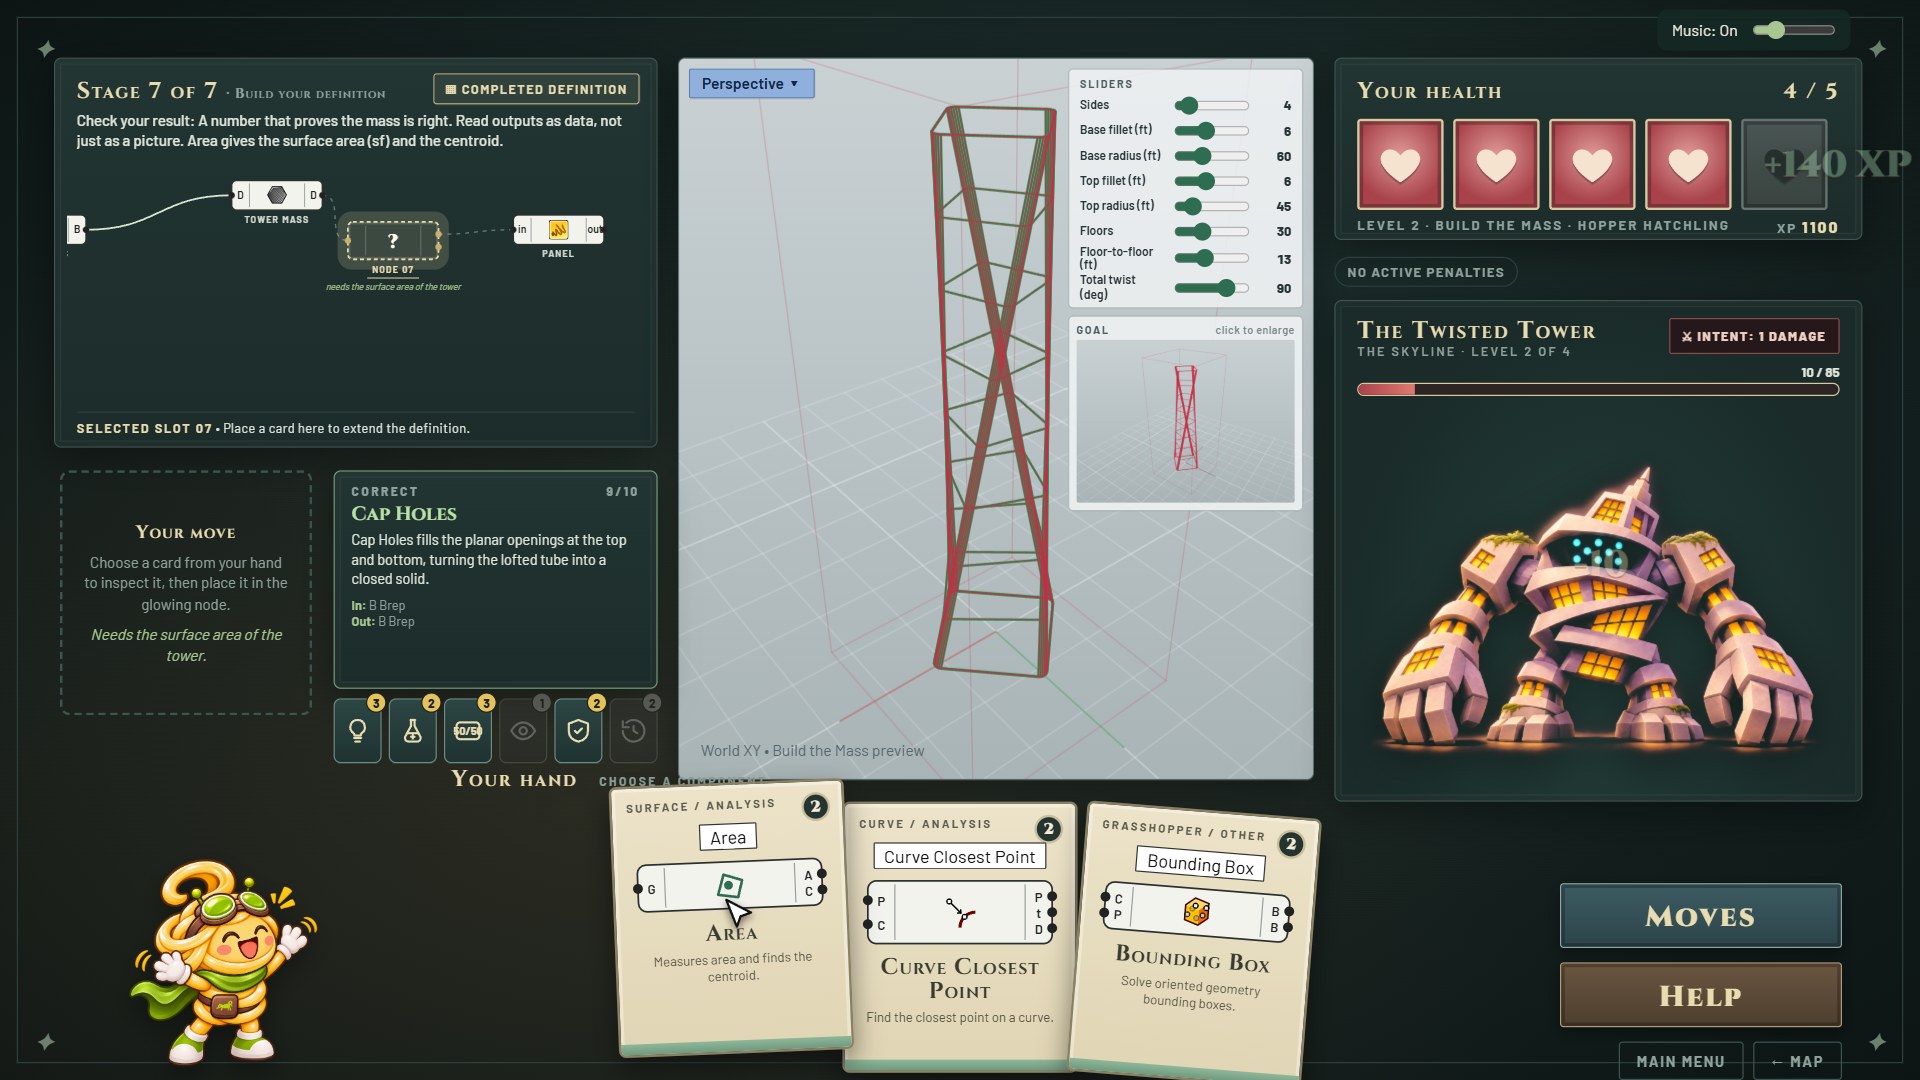 Music: On
Stage 7 of 7 · Build your definition
COMPLETED DEFINITION
Check your result: A number that proves the mass is right. Read outputs as data, not
just as a picture. Area gives the surface area (sf) and the centroid.
B
D D
TOWER MASS
?
NODE 07
needs the surface area of the tower
in out
PANEL
SELECTED SLOT 07 • Place a card here to extend the definition.
Your move
Choose a card from your hand
to inspect it, then place it in the
glowing node.
Needs the surface area of the
tower.
CORRECT 9/10
Cap Holes
Cap Holes fills the planar openings at the top
and bottom, turning the lofted tube into a
closed solid.
In: B Brep
Out: B Brep
3 2 3 1 2 2
50/50
Your hand CHOOSE A COMPONENT
Perspective ▼
SLIDERS
Sides 4
Base fillet (ft) 6
Base radius (ft) 60
Top fillet (ft) 6
Top radius (ft) 45
Floors 30
Floor-to-floor
(ft) 13
Total twist
(deg) 90
GOAL click to enlarge
World XY • Build the Mass preview
Your health 4 / 5
+140 XP
LEVEL 2 · BUILD THE MASS · HOPPER HATCHLING XP 1100
NO ACTIVE PENALTIES
The Twisted Tower
INTENT: 1 DAMAGE
THE SKYLINE · LEVEL 2 OF 4
10 / 85
-10
SURFACE / ANALYSIS 2
Area
G A
C
Area
Measures area and finds the
centroid.
CURVE / ANALYSIS 2
Curve Closest Point
P P
t
C D
Curve Closest
Point
Find the closest point on a curve.
GRASSHOPPER / OTHER 2
Bounding Box
C B
P B
Bounding Box
Solve oriented geometry
bounding boxes.
Moves
Help
MAIN MENU
← MAP